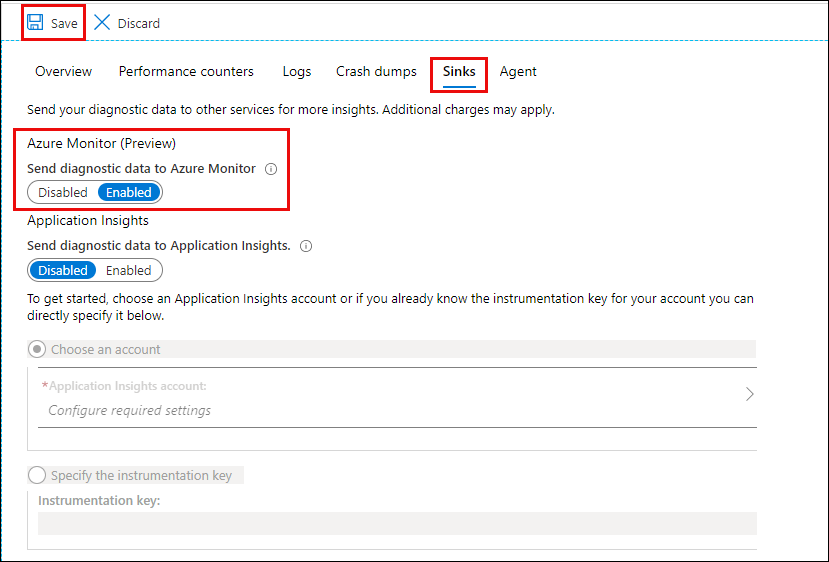 Save Discard
Overview Performance counters Logs Crash dumps Sinks Agent
Send your diagnostic data to other services for more insights. Additional charges may apply.
Azure Monitor (Preview)
Send diagnostic data to Azure Monitor
Disabled Enabled
Application Insights
Send diagnostic data to Application Insights.
Disabled Enabled
To get started, choose an Application Insights account or if you already know the instrumentation key for your account you can
directly specify it below.
Choose an account
*Application Insights account:
Configure required settings
Specify the instrumentation key
Instrumentation key: